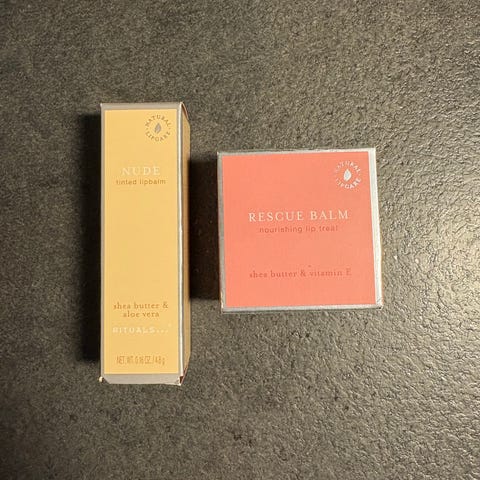 NATURAL
LIPCARE
NUDE
tinted lipbalm
shea butter &
aloe vera
RITUALS...
NET. WT. 0.16 OZ. / 4.8 g
NATURAL
LIPCARE
RESCUE BALM
nourishing lip treat
shea butter & vitamin E